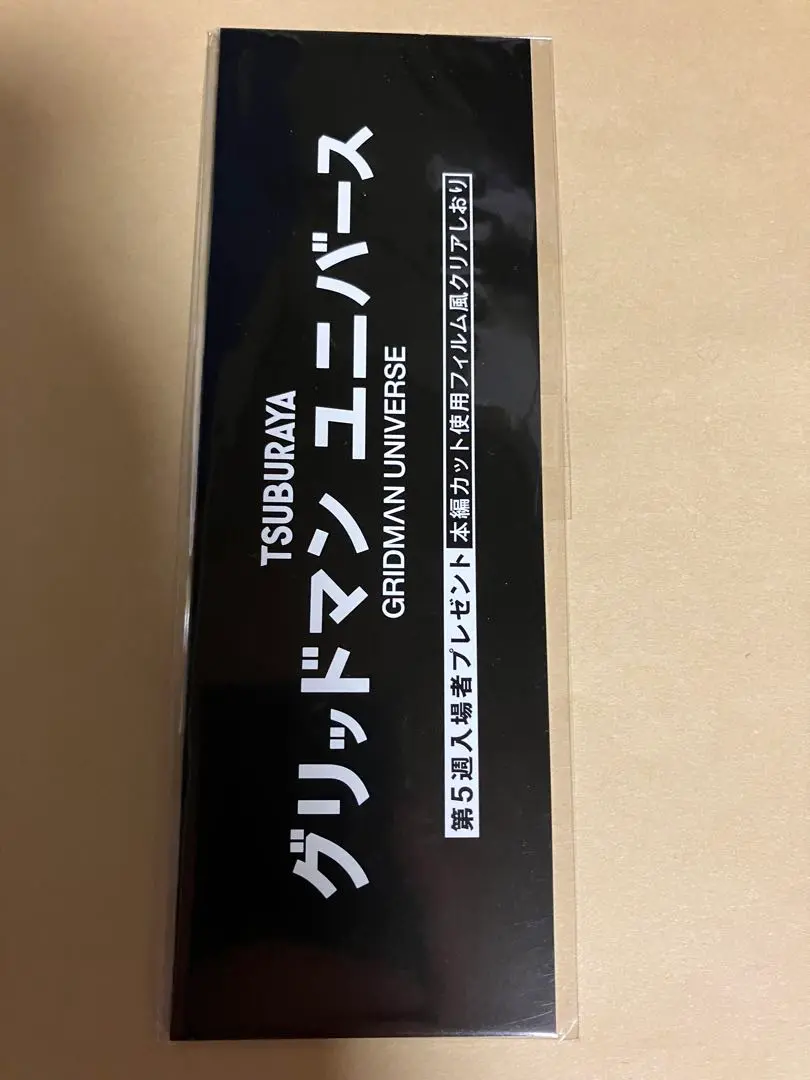 TSUBURAYA
グリッドマン ユニバース
GRIDMAN UNIVERSE
第5週入場者プレゼント 本編カット使用フィルム風クリアしおり